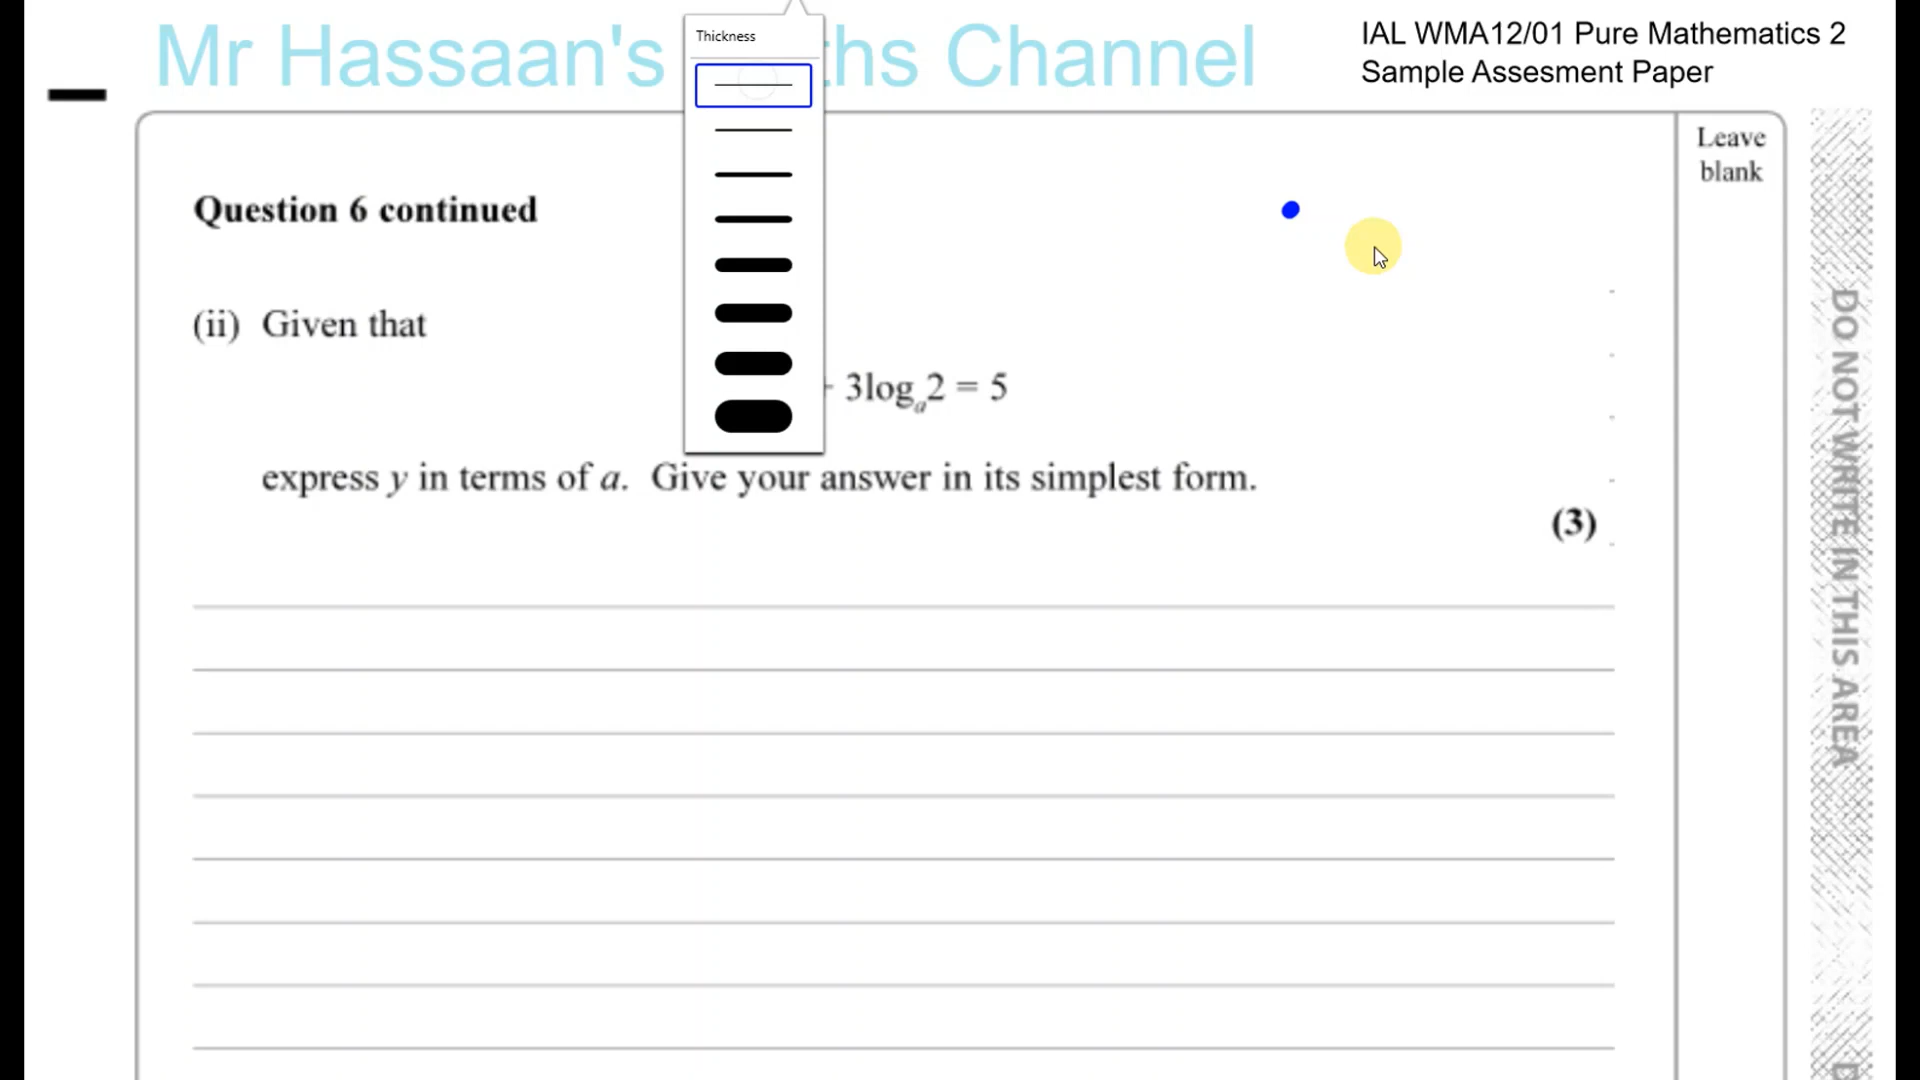 Mr Hassaan's ths Channel
IAL WMA12/01 Pure Mathematics 2
Sample Assesment Paper
Thickness
Leave
blank
Question 6 continued
(ii) Given that
3logₐ2 = 5
express y in terms of a. Give your answer in its simplest form.
(3)
DO NOT WRITE IN THIS AREA
D